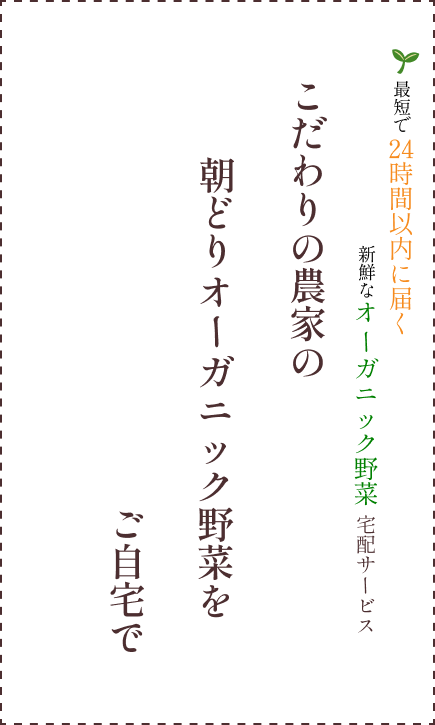 最短で24時間以内に届く
新鮮なオーガニック野菜宅配サービス
こだわりの農家の
朝どりオーガニック野菜を
ご自宅で